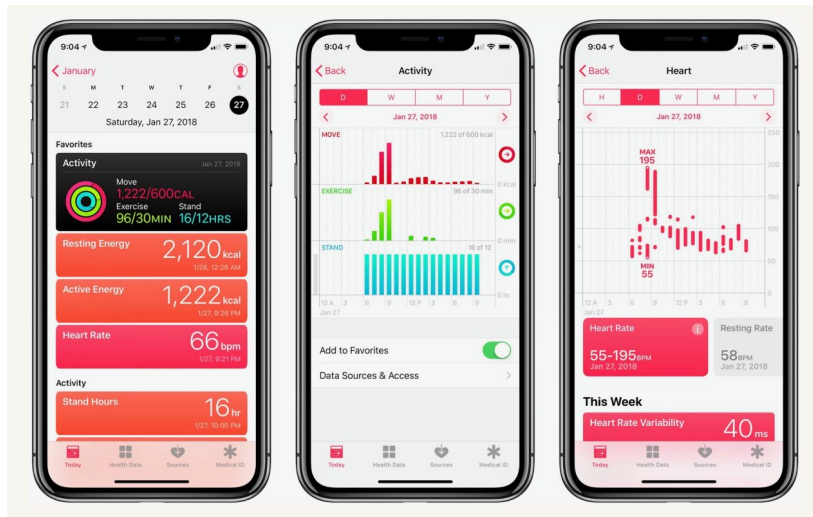 9:04
January
S M T W T F S
21 22 23 24 25 26 27
Saturday, Jan 27, 2018
Favorites
Activity Jan 27, 2018
Move
1,222/600CAL
Exercise Stand
96/30MIN 16/12HRS
Resting Energy 2,120 kcal
1/28, 12:26 AM
Active Energy 1,222 kcal
1/27, 9:26 PM
Heart Rate 66 bpm
1/27, 9:21 PM
Activity
Stand Hours 16 hr
1/27, 10:00 PM
Today Health Data Sources Medical ID
9:04
Back Activity
D W M Y
Jan 27, 2018
MOVE 1,222 of 600 kcal
0 kcal
EXERCISE 96 of 30 min
0 min
STAND 16 of 12
0 hr
12 A 3 6 9 12 P 3 6 9
Jan 27
Add to Favorites
Data Sources & Access
Today Health Data Sources Medical ID
9:04
Back Heart
H D W M Y
Jan 27, 2018
250
MAX
195
200
150
100
50
MIN
55
0
12 A 3 6 9 12 P 3 6 9
Jan 27
Heart Rate Resting Rate
55-195BPM 58BPM
Jan 27, 2018 Jan 27, 2018
This Week
Heart Rate Variability 40 ms
Today Health Data Sources Medical ID